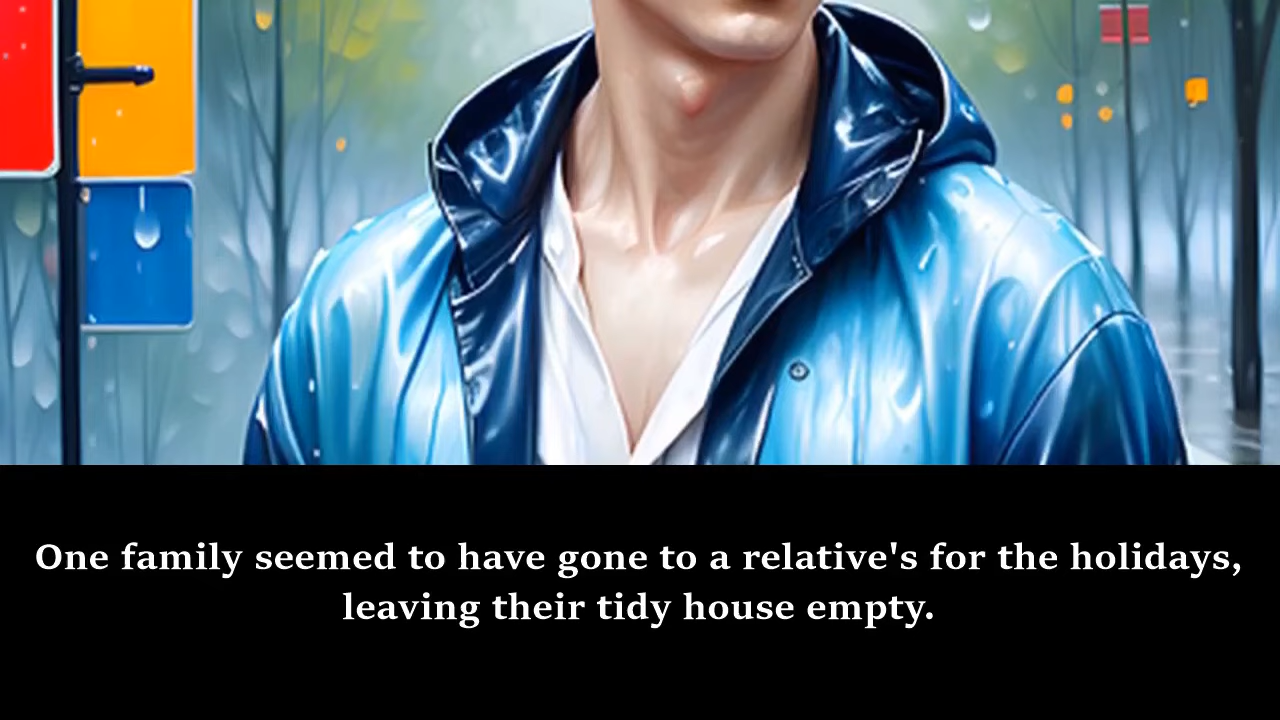 One family seemed to have gone to a relative's for the holidays,
leaving their tidy house empty.